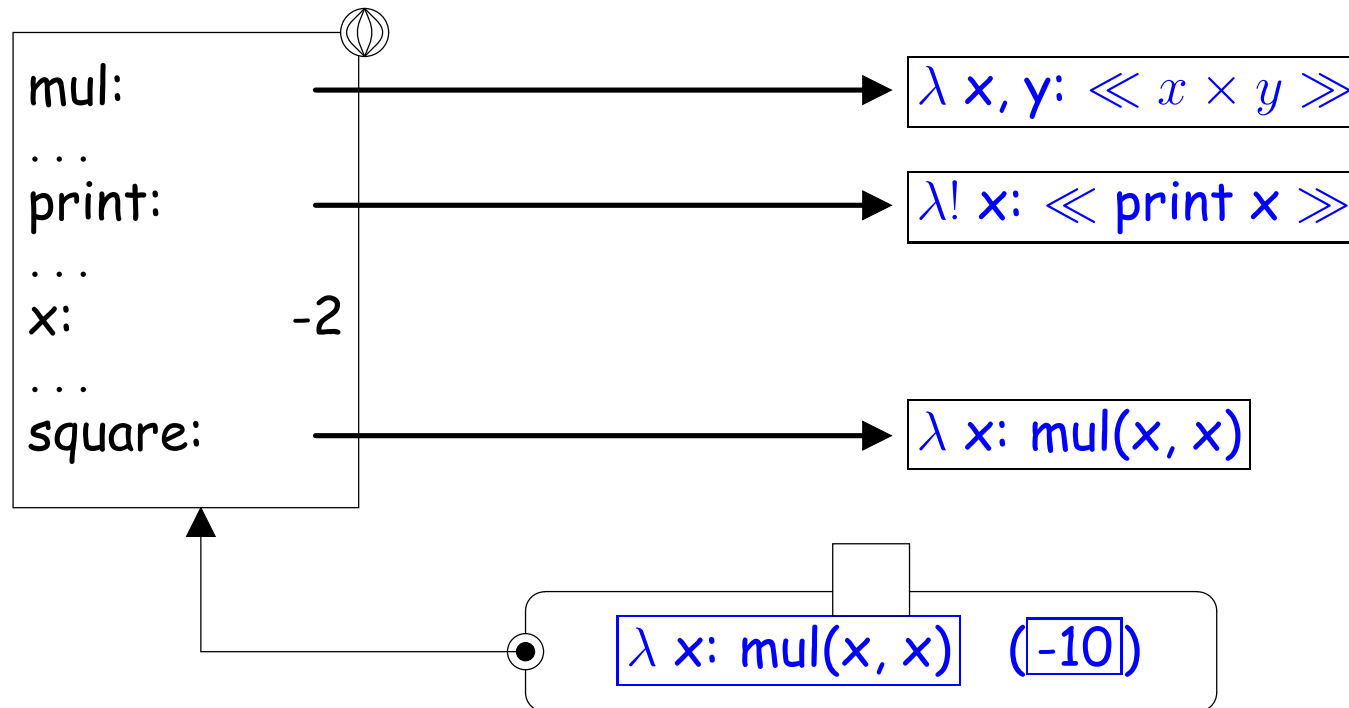 mul: λ x, y: ≪ x × y ≫
. . .
print: λ! x: ≪ print x ≫
. . .
x: -2
. . .
square: λ x: mul(x, x)
λ x: mul(x, x) (-10)